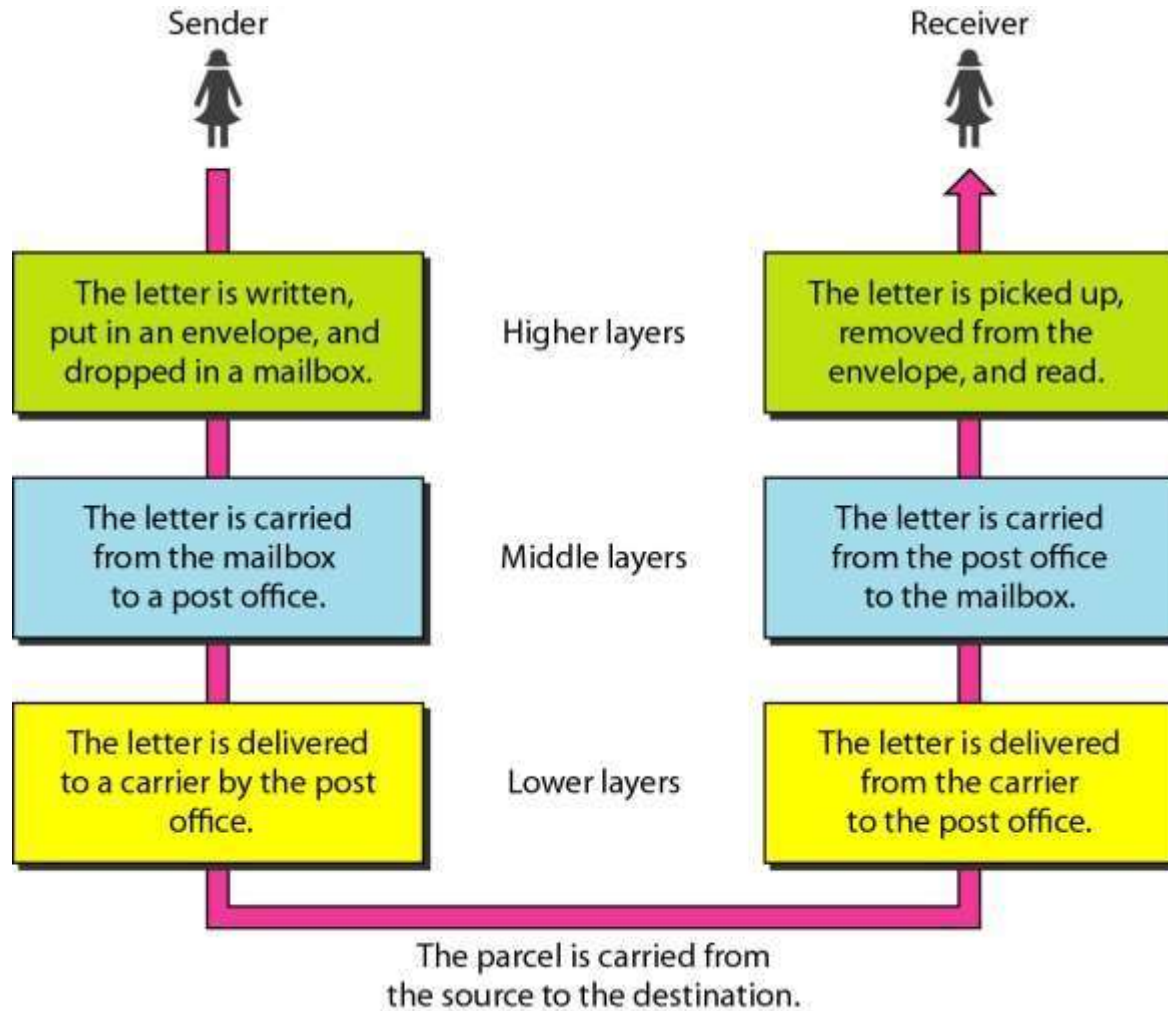 Sender
Receiver
The letter is written,
put in an envelope, and
dropped in a mailbox.
Higher layers
The letter is picked up,
removed from the
envelope, and read.
The letter is carried
from the mailbox
to a post office.
Middle layers
The letter is carried
from the post office
to the mailbox.
The letter is delivered
to a carrier by the post
office.
Lower layers
The letter is delivered
from the carrier
to the post office.
The parcel is carried from
the source to the destination.